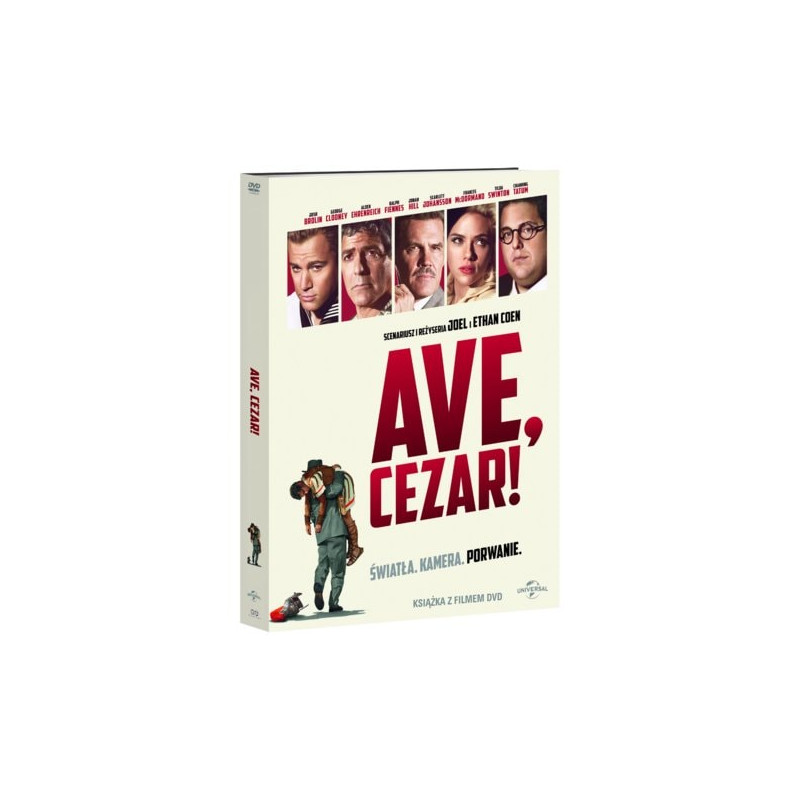 DVD
AVE, CEZAR!
JOSH BROLIN
GEORGE CLOONEY
ALDEN EHRENREICH
RALPH FIENNES
JONAH HILL
SCARLETT JOHANSSON
FRANCES McDORMAND
TILDA SWINTON
CHANNING TATUM
SCENARIUSZ I REŻYSERIA JOEL I ETHAN COEN
AVE,
CEZAR!
ŚWIATŁA. KAMERA. PORWANIE.
KSIĄŻKA Z FILMEM DVD
UNIVERSAL